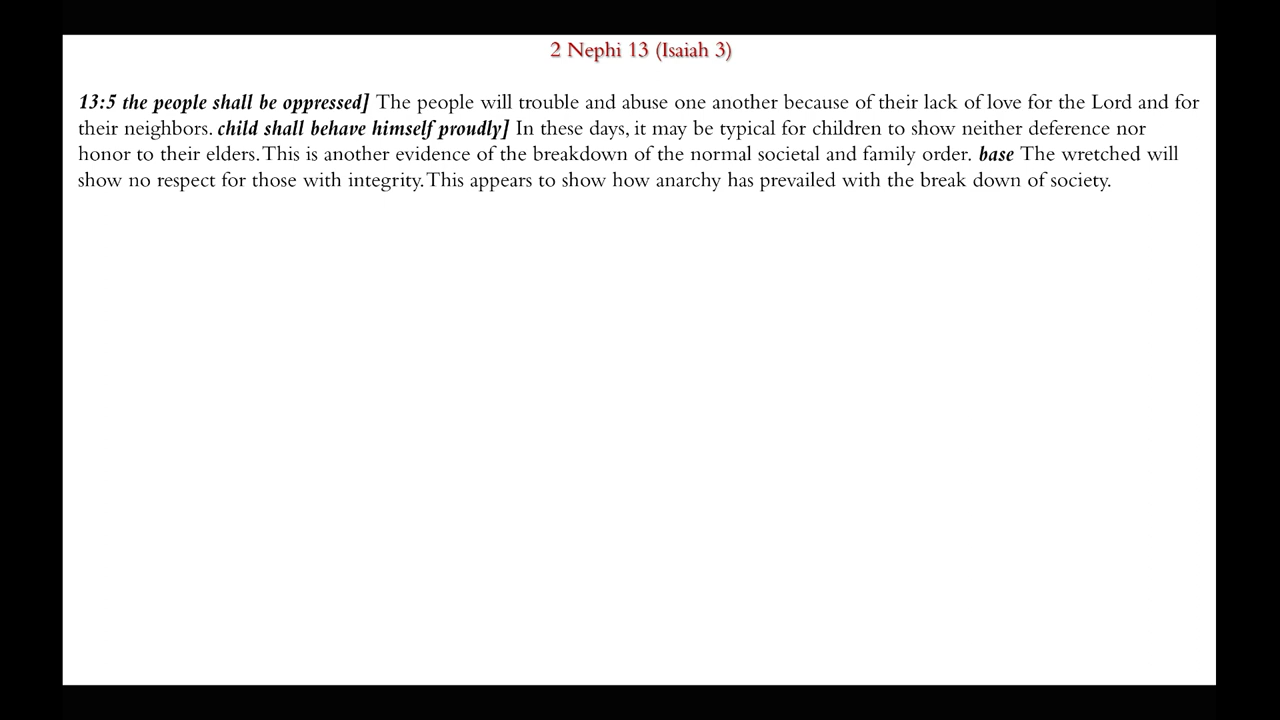 2 Nephi 13 (Isaiah 3)
13:5 the people shall be oppressed] The people will trouble and abuse one another because of their lack of love for the Lord and for
their neighbors. child shall behave himself proudly] In these days, it may be typical for children to show neither deference nor
honor to their elders. This is another evidence of the breakdown of the normal societal and family order. base The wretched will
show no respect for those with integrity. This appears to show how anarchy has prevailed with the break down of society.